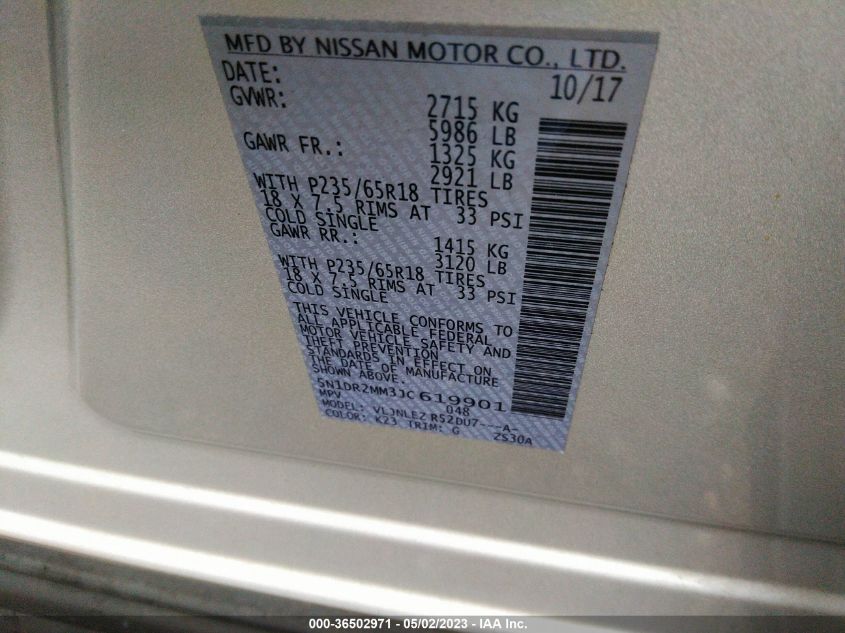 MFD BY NISSAN MOTOR CO., LTD.
DATE: 10/17
GVWR: 2715 KG
5986 LB
GAWR FR.: 1325 KG
2921 LB
WITH P235/65R18 TIRES
18 X 7.5 RIMS AT 33 PSI
COLD SINGLE
GAWR RR.: 1415 KG
3120 LB
WITH P235/65R18 TIRES
18 X 7.5 RIMS AT 33 PSI
COLD SINGLE
THIS VEHICLE CONFORMS TO
ALL APPLICABLE FEDERAL
MOTOR VEHICLE SAFETY AND
THEFT PREVENTION
STANDARDS IN EFFECT ON
THE DATE OF MANUFACTURE
SHOWN ABOVE.
5N1DR2MM3JC619901
MPV 048
MODEL: VLJNLEZ R52DU7---A-
COLOR: K23 TRIM: G 2S30A
000-36502971 - 05/02/2023 - IAA Inc.